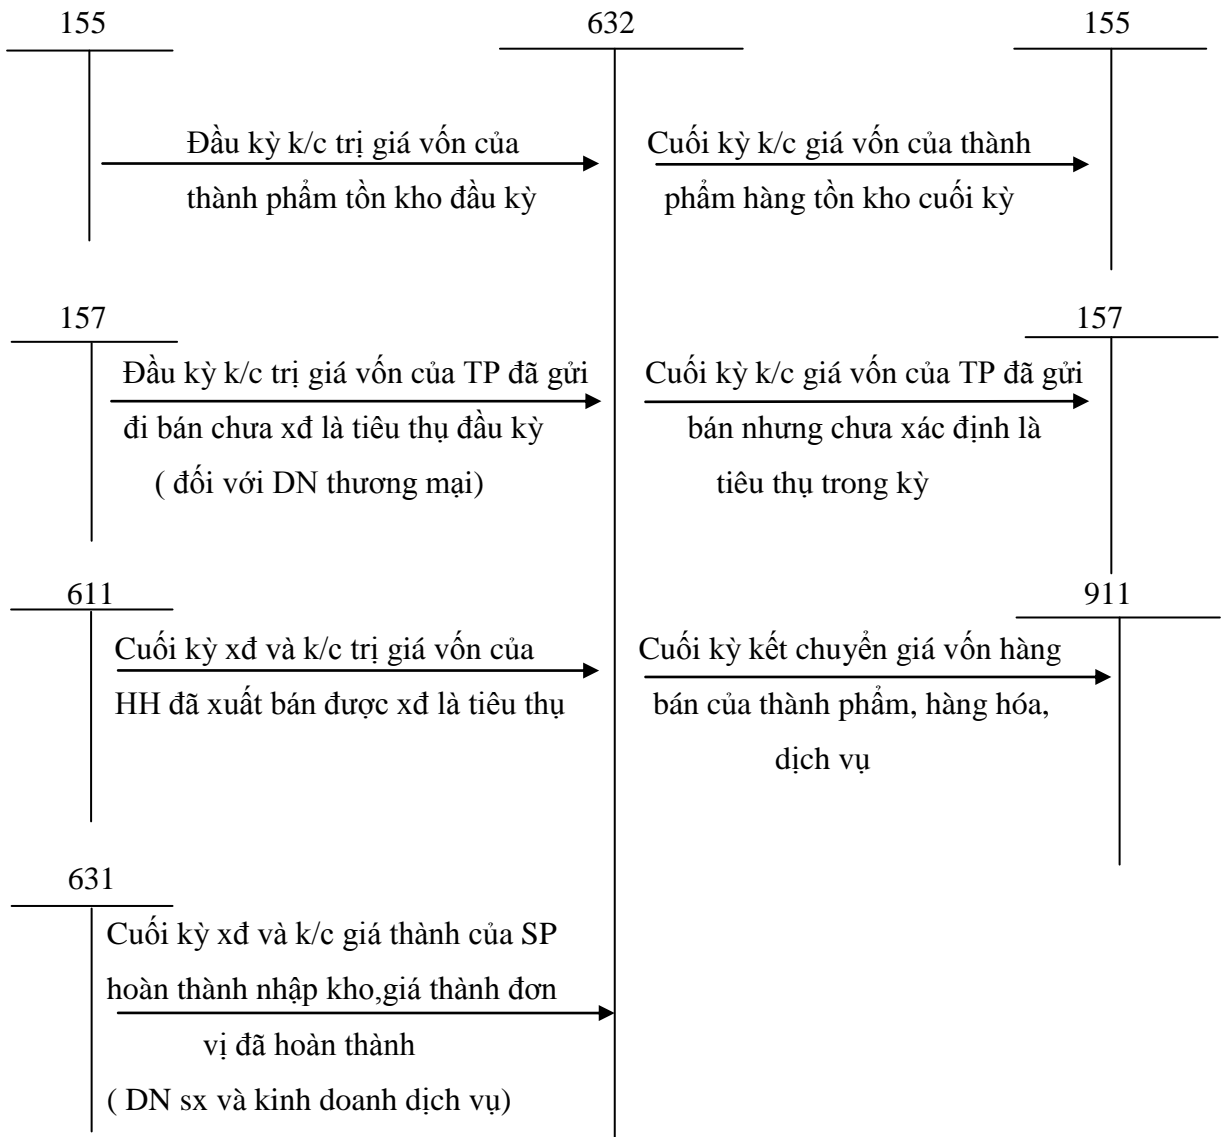 155
632
155
Đầu kỳ k/c trị giá vốn của
thành phẩm tồn kho đầu kỳ
Cuối kỳ k/c giá vốn của thành
phẩm hàng tồn kho cuối kỳ
157
157
Đầu kỳ k/c trị giá vốn của TP đã gửi
đi bán chưa xđ là tiêu thụ đầu kỳ
( đối với DN thương mại)
Cuối kỳ k/c giá vốn của TP đã gửi
bán nhưng chưa xác định là
tiêu thụ trong kỳ
611
911
Cuối kỳ xđ và k/c trị giá vốn của
HH đã xuất bán được xđ là tiêu thụ
Cuối kỳ kết chuyển giá vốn hàng
bán của thành phẩm, hàng hóa,
dịch vụ
631
Cuối kỳ xđ và k/c giá thành của SP
hoàn thành nhập kho,giá thành đơn
vị đã hoàn thành
( DN sx và kinh doanh dịch vụ)